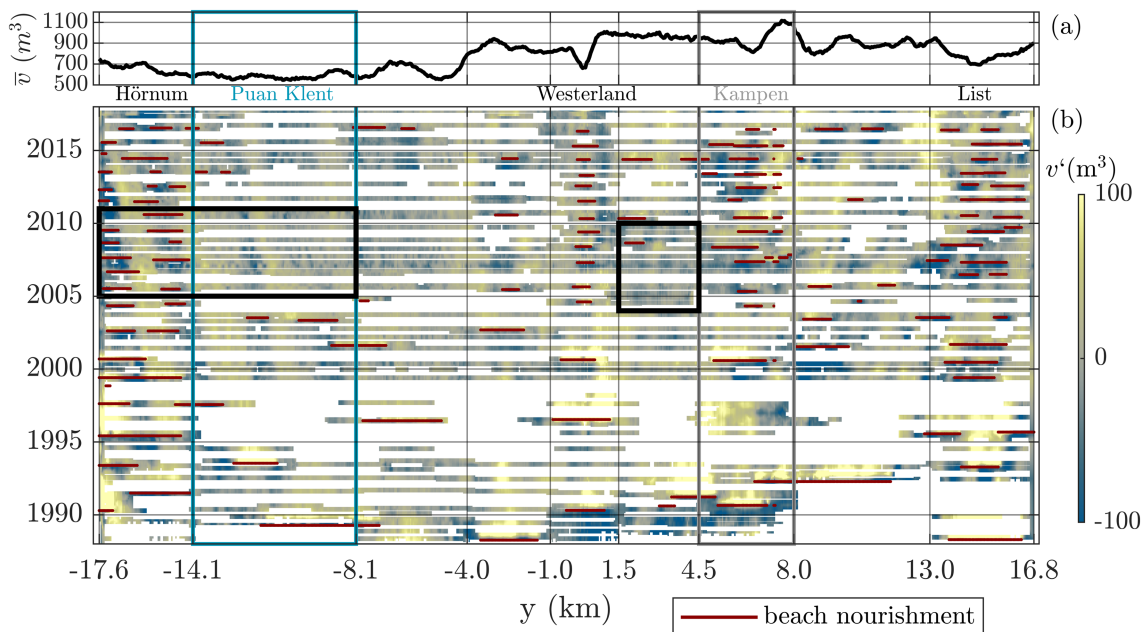 1100
900
700
500
v̅ (m³)
(a)
Hörnum Puan Klent Westerland Kampen List
(b)
2015
2010
2005
2000
1995
1990
v‘(m³)
100
0
-100
-17.6 -14.1 -8.1 -4.0 -1.0 1.5 4.5 8.0 13.0 16.8
y (km)
beach nourishment